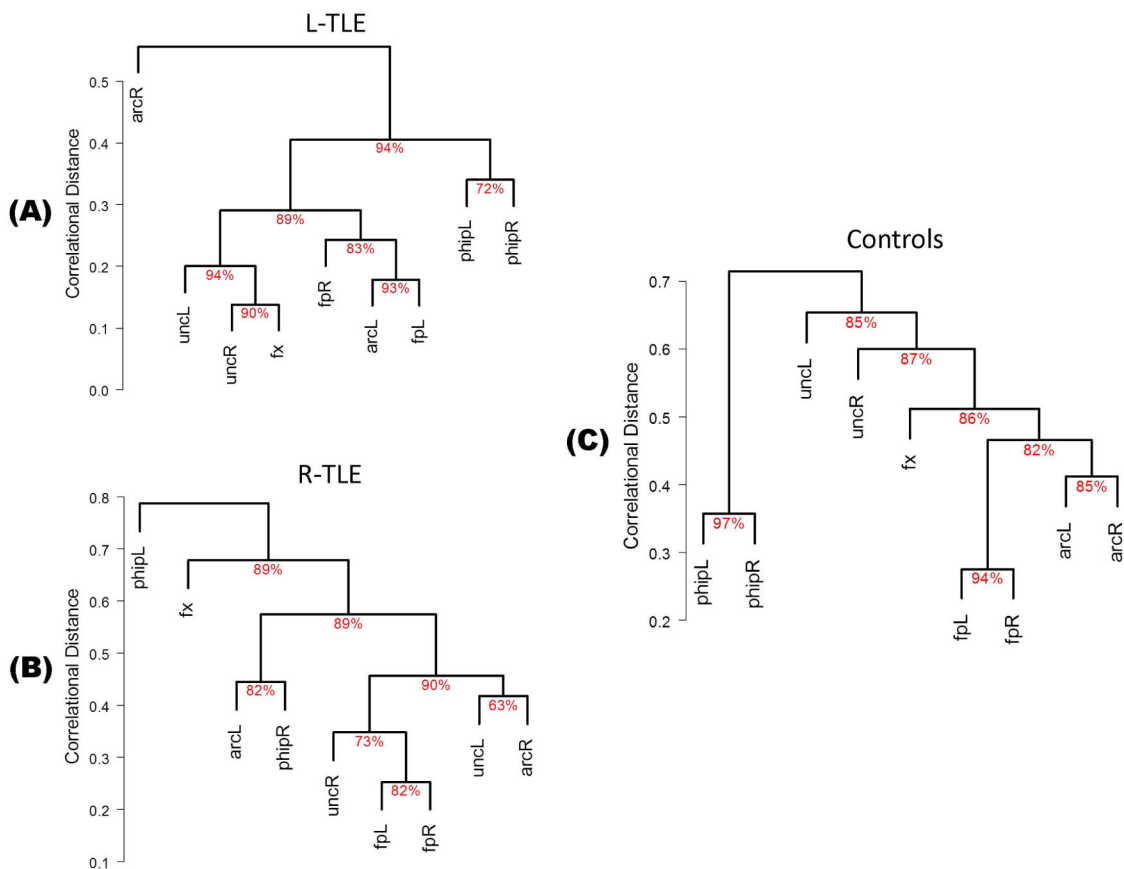 L-TLE
(A)
Correlational Distance
0.5
0.4
0.3
0.2
0.1
0.0
arcR
94%
72%
phipL
phipR
89%
83%
94%
93%
90%
uncL
uncR
fx
fpR
arcL
fpL
R-TLE
(B)
Correlational Distance
0.8
0.7
0.6
0.5
0.4
0.3
0.2
0.1
phipL
89%
fx
89%
82%
90%
63%
arcL
phipR
uncL
arcR
73%
uncR
82%
fpL
fpR
Controls
(C)
Correlational Distance
0.7
0.6
0.5
0.4
0.3
0.2
85%
uncL
87%
uncR
86%
fx
82%
85%
arcL
arcR
97%
phipL
phipR
94%
fpL
fpR